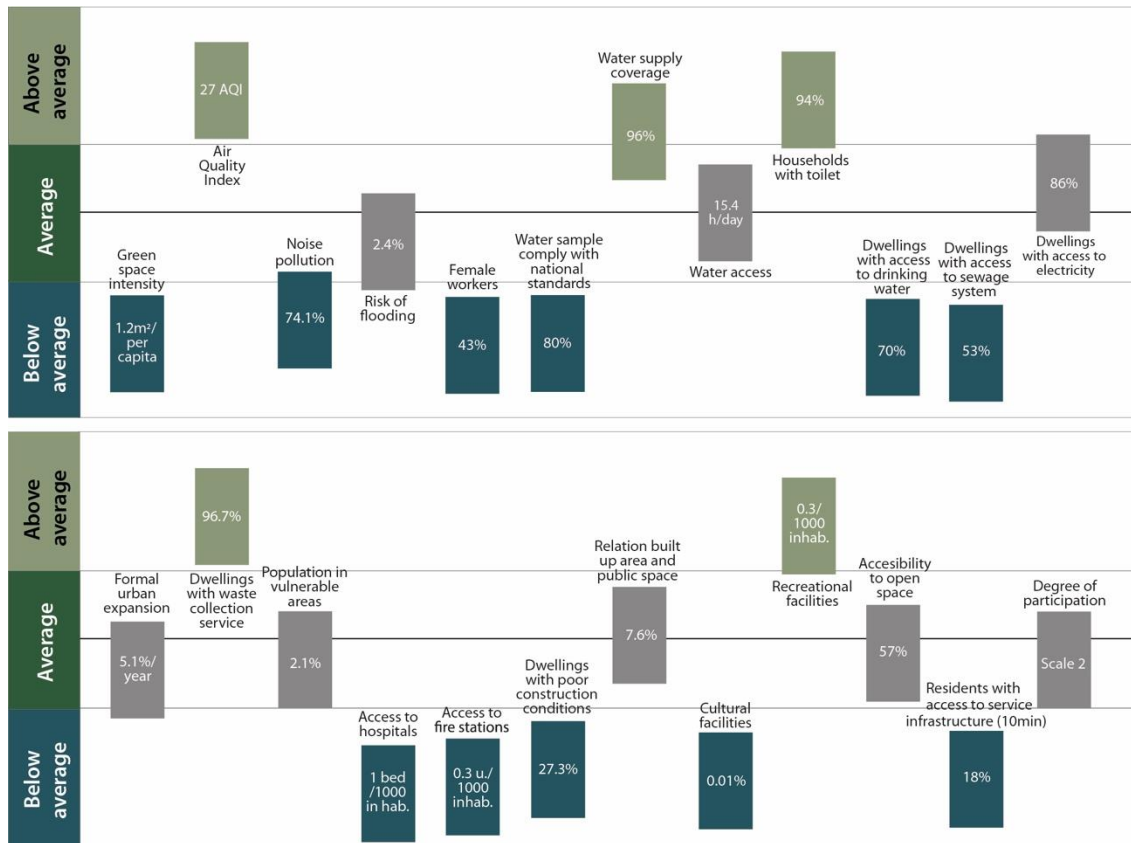 Above
average
Average
Below
average
27 AQI
Air
Quality
Index
Green
space
intensity
1.2m²/
per
capita
Noise
pollution
74.1%
2.4%
Risk of
flooding
Female
workers
43%
Water sample
comply with
national
standards
80%
Water supply
coverage
96%
15.4
h/day
Water access
94%
Households
with toilet
Dwellings
with access
to drinking
water
70%
Dwellings
with access
to sewage
system
53%
86%
Dwellings
with access to
electricity
Above
average
Average
Below
average
Formal
urban
expansion
5.1%/
year
96.7%
Dwellings
with waste
collection
service
Population in
vulnerable
areas
2.1%
Access to
hospitals
1 bed
/1000
in hab.
Access to
fire stations
0.3 u./
1000
inhab.
Dwellings
with poor
construction
conditions
27.3%
Relation built
up area and
public space
7.6%
Cultural
facilities
0.01%
0.3/
1000
inhab.
Recreational
facilities
Accesibility
to open
space
57%
Residents with
access to service
infrastructure (10min)
18%
Degree of
participation
Scale 2